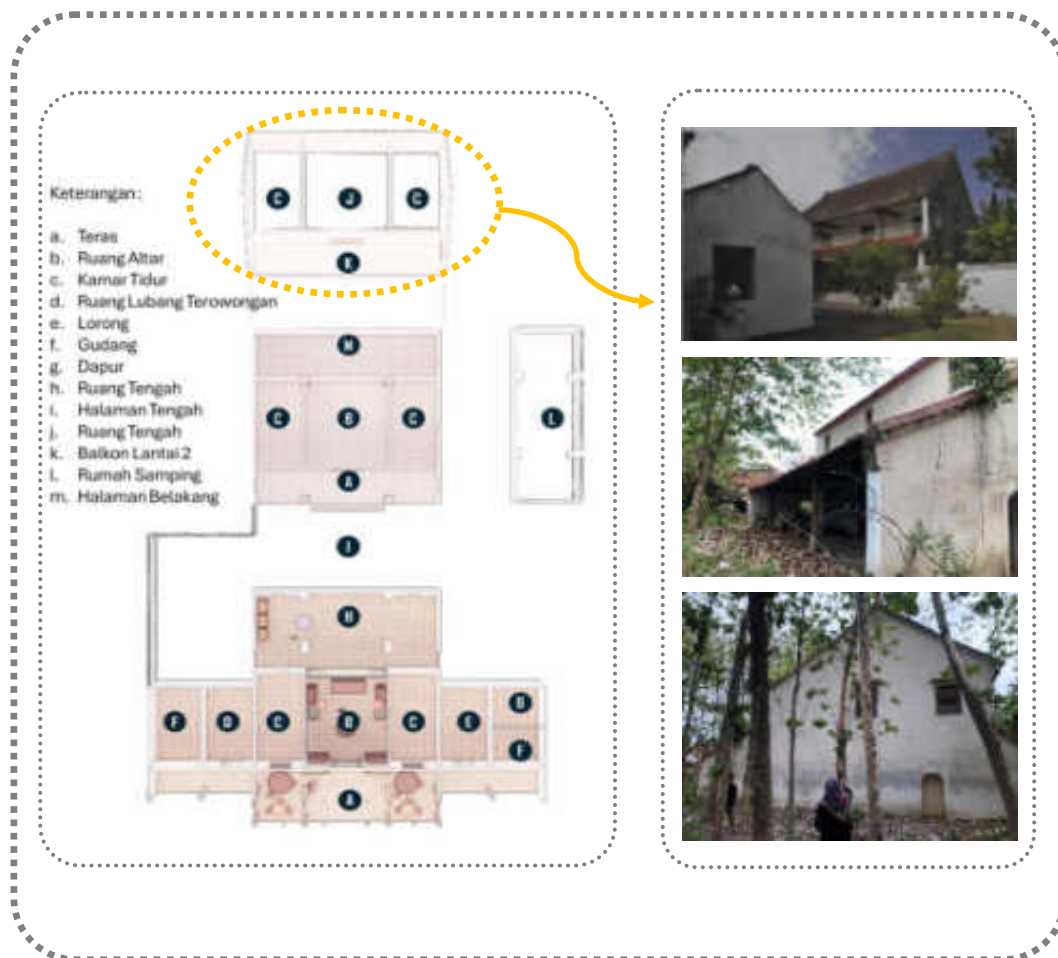 Keterangan:
a. Teras
b. Ruang Altar
c. Kamar Tidur
d. Ruang Lubang Terowongan
e. Lorong
f. Gudang
g. Dapur
h. Ruang Tengah
i. Halaman Tengah
j. Ruang Tengah
k. Balkon Lantai 2
l. Rumah Samping
m. Halaman Belakang
C J C
K
M
C B C L
A
I
H
F D C B C E
F
A